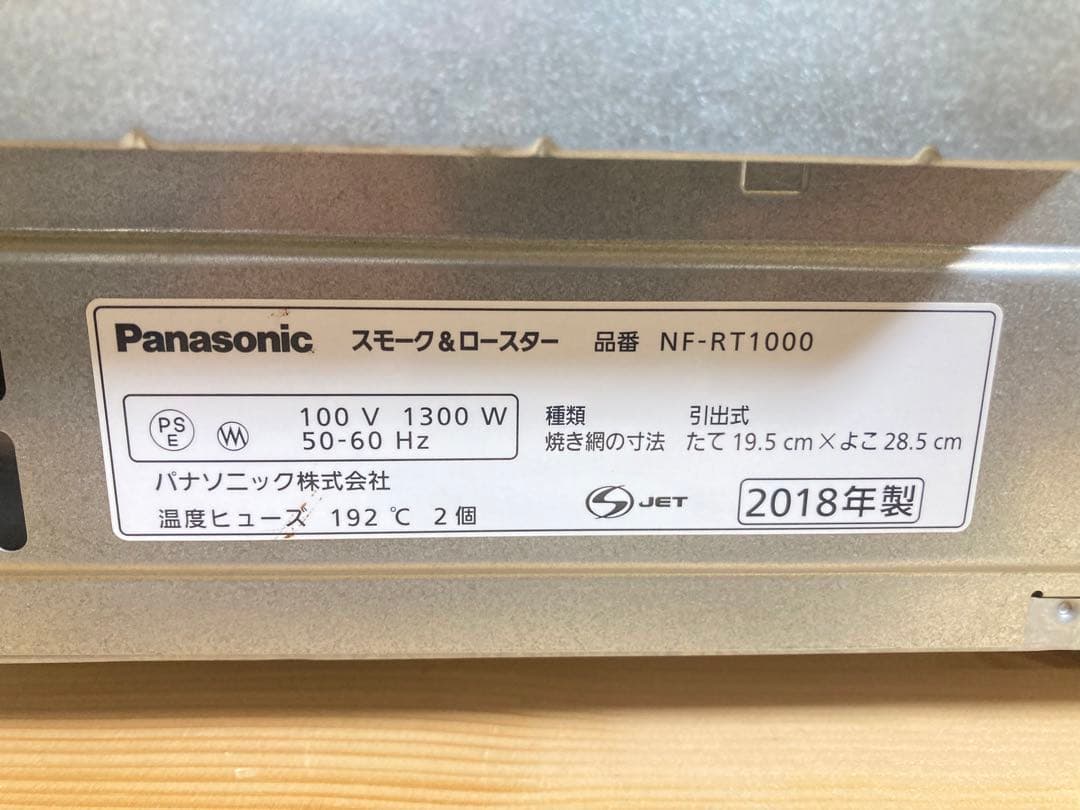 Panasonic スモーク&ロースター 品番 NF-RT1000
PS
E
100 V 1300 W
50-60 Hz
種類 引出式
焼き網の寸法 たて 19.5 cm×よこ 28.5 cm
パナソニック株式会社
温度ヒューズ 192 ℃ 2 個
S JET
2018年製